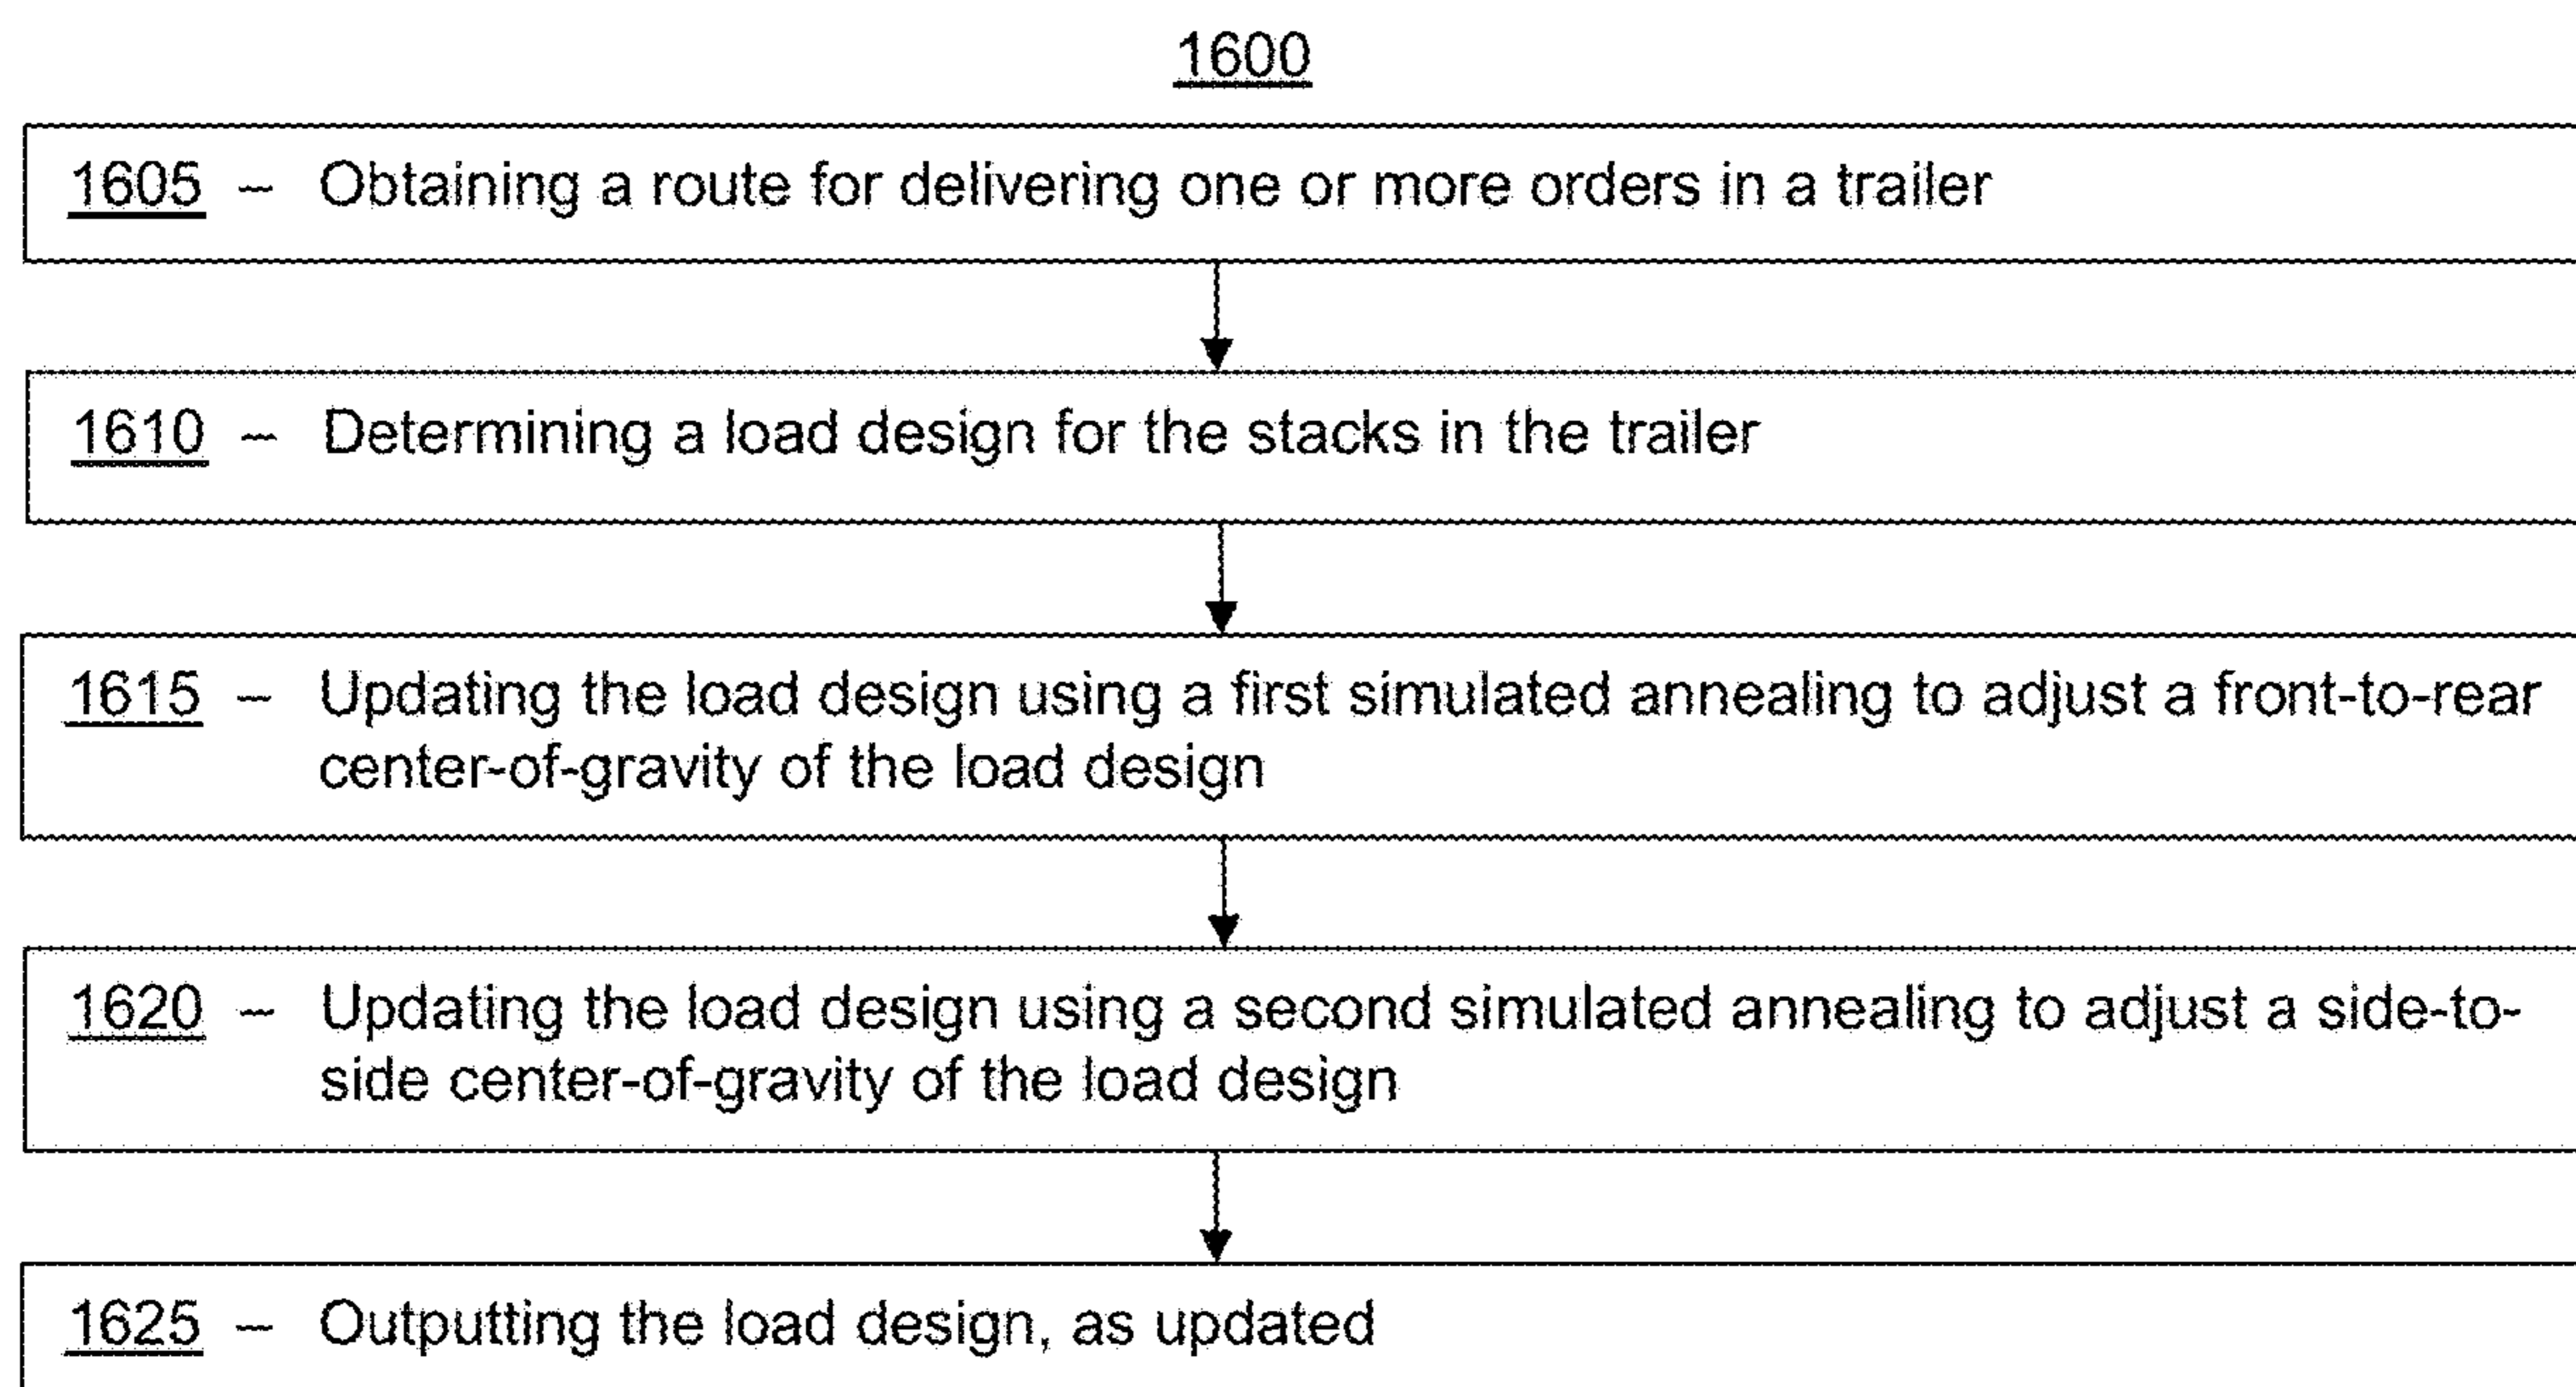 1600
1605 – Obtaining a route for delivering one or more orders in a trailer
1610 – Determining a load design for the stacks in the trailer
1615 – Updating the load design using a first simulated annealing to adjust a front-to-rear
center-of-gravity of the load design
1620 – Updating the load design using a second simulated annealing to adjust a side-to-
side center-of-gravity of the load design
1625 – Outputting the load design, as updated